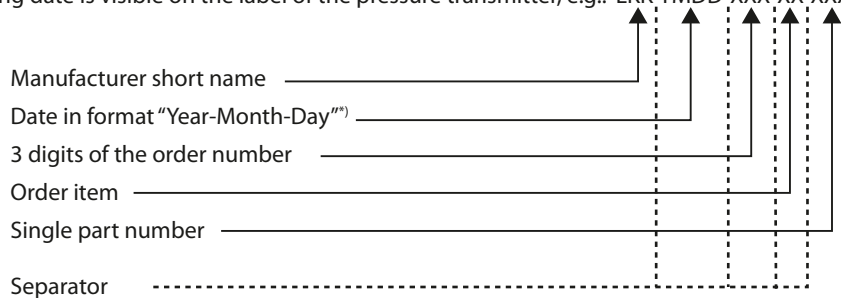 ng date is visible on the label of the pressure transmitter, e.g.:
Manufacturer short name
Date in format “Year-Month-Day”*)
3 digits of the order number
Order item
Single part number
Separator